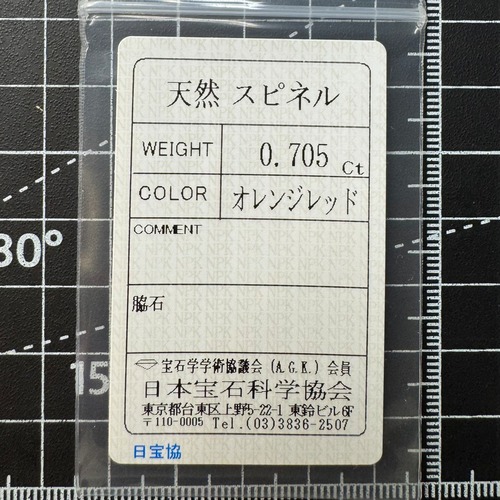 天然 スピネル
WEIGHT 0.705 Ct
COLOR オレンジレッド
COMMENT
脇石
宝石学学術協議会 (A.G.K.) 会員
日本宝石科学協会
東京都台東区上野5-22-1 東鈴ビル6F
〒110-0005 Tel.(03)3836-2507
日宝協
30°
15